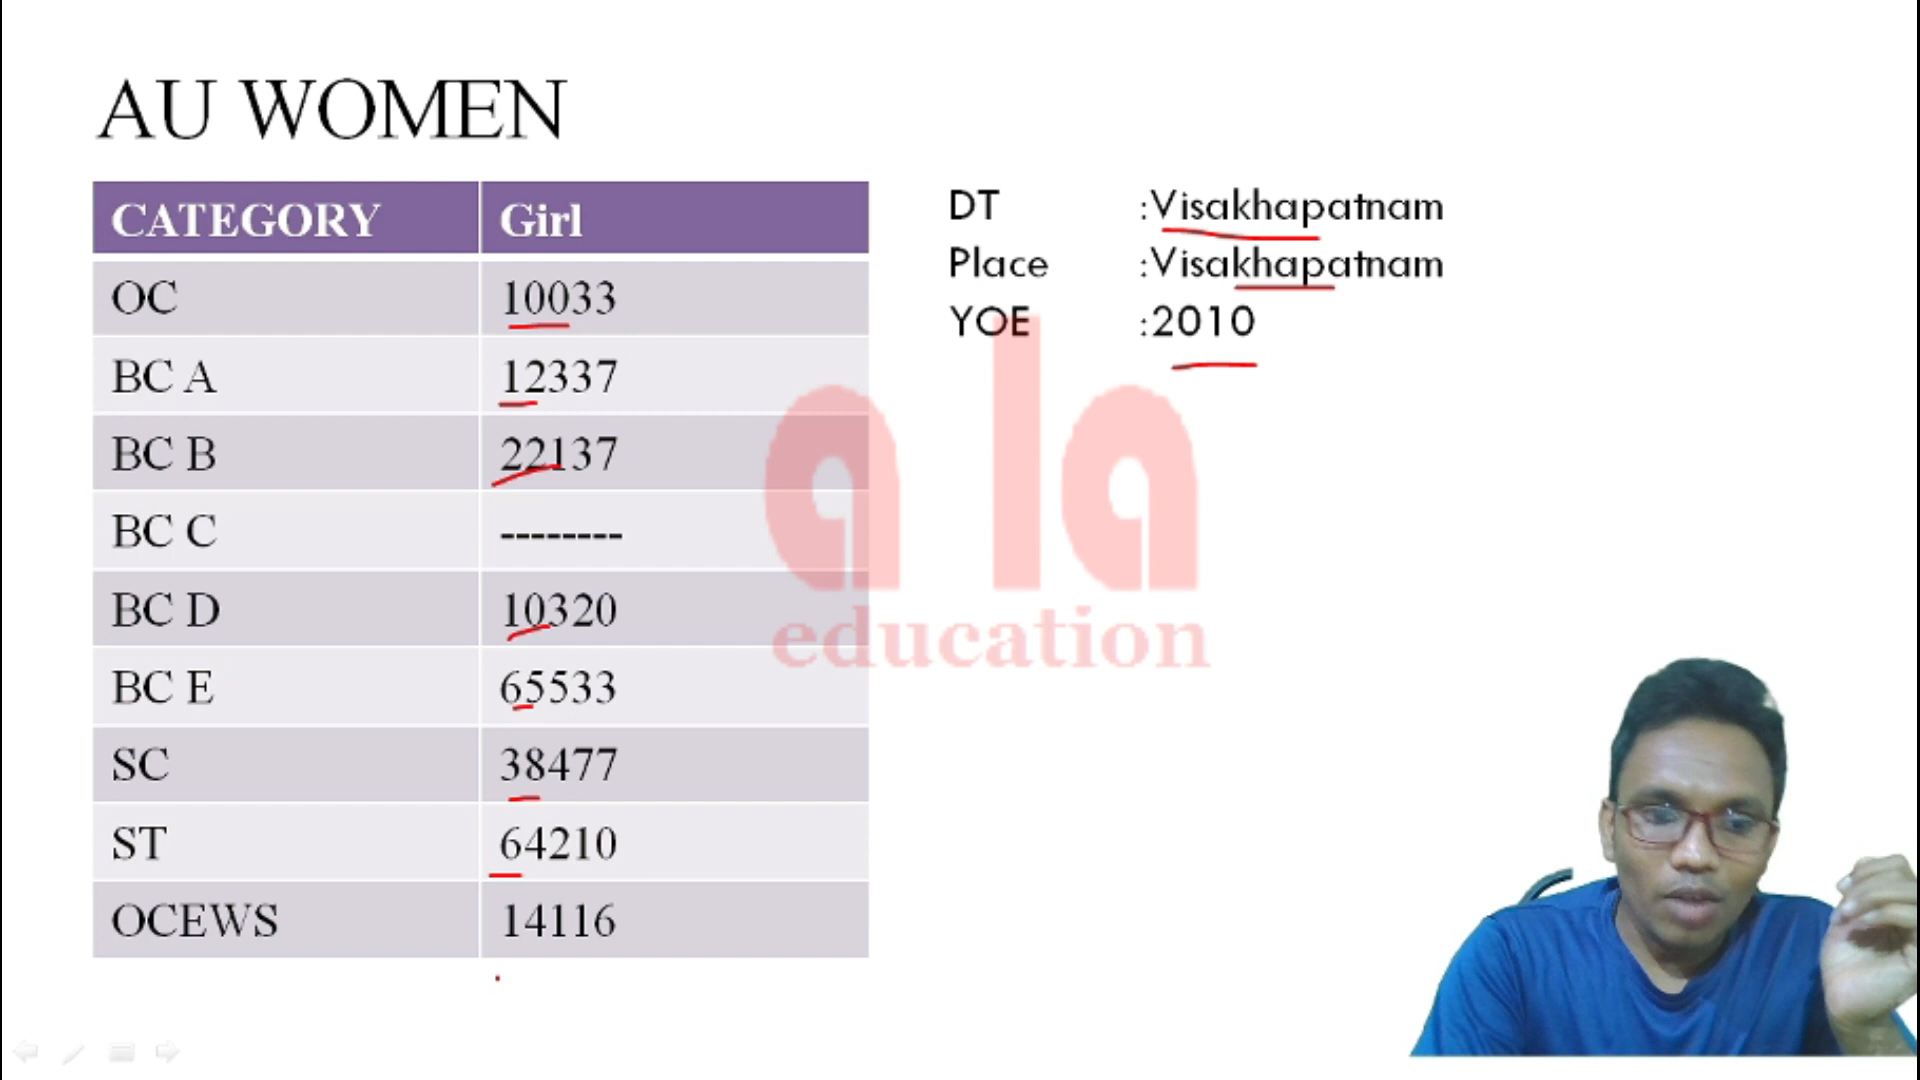 AU WOMEN
CATEGORY Girl
OC 10033
BC A 12337
BC B 22137
BC C --------
BC D 10320
BC E 65533
SC 38477
ST 64210
OCEWS 14116
DT :Visakhapatnam
Place :Visakhapatnam
YOE :2010
a la
education